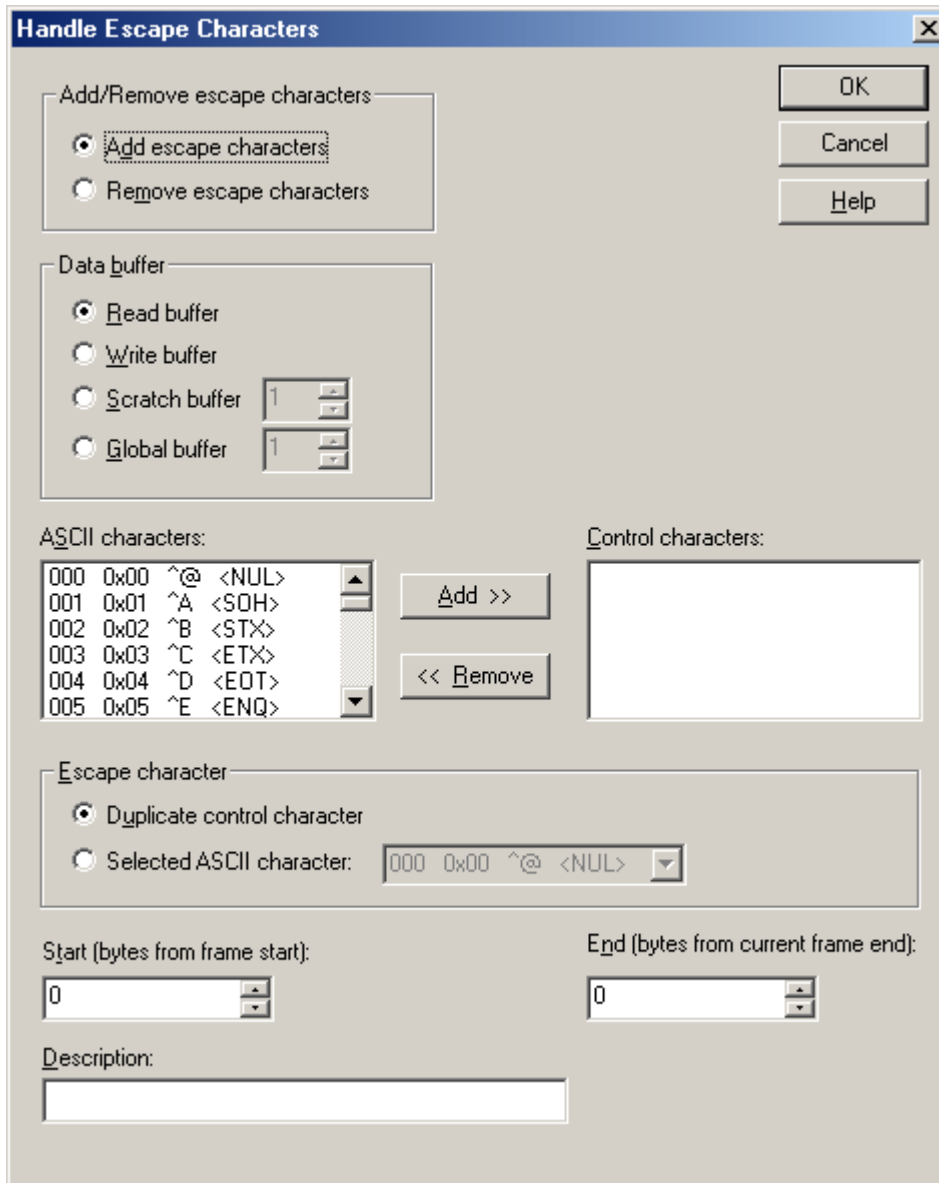 Handle Escape Characters
Add/Remove escape characters
OK
Add escape characters
Cancel
Remove escape characters
Help
Data buffer
Read buffer
Write buffer
Scratch buffer 1
Global buffer 1
ASCII characters:
Control characters:
000 0x00 ^@ <NUL>
001 0x01 ^A <SOH>
002 0x02 ^B <STX>
003 0x03 ^C <ETX>
004 0x04 ^D <EOT>
005 0x05 ^E <ENQ>
Add >>
<< Remove
Escape character
Duplicate control character
Selected ASCII character: 000 0x00 ^@ <NUL>
Start (bytes from frame start):
End (bytes from current frame end):
0
0
Description: